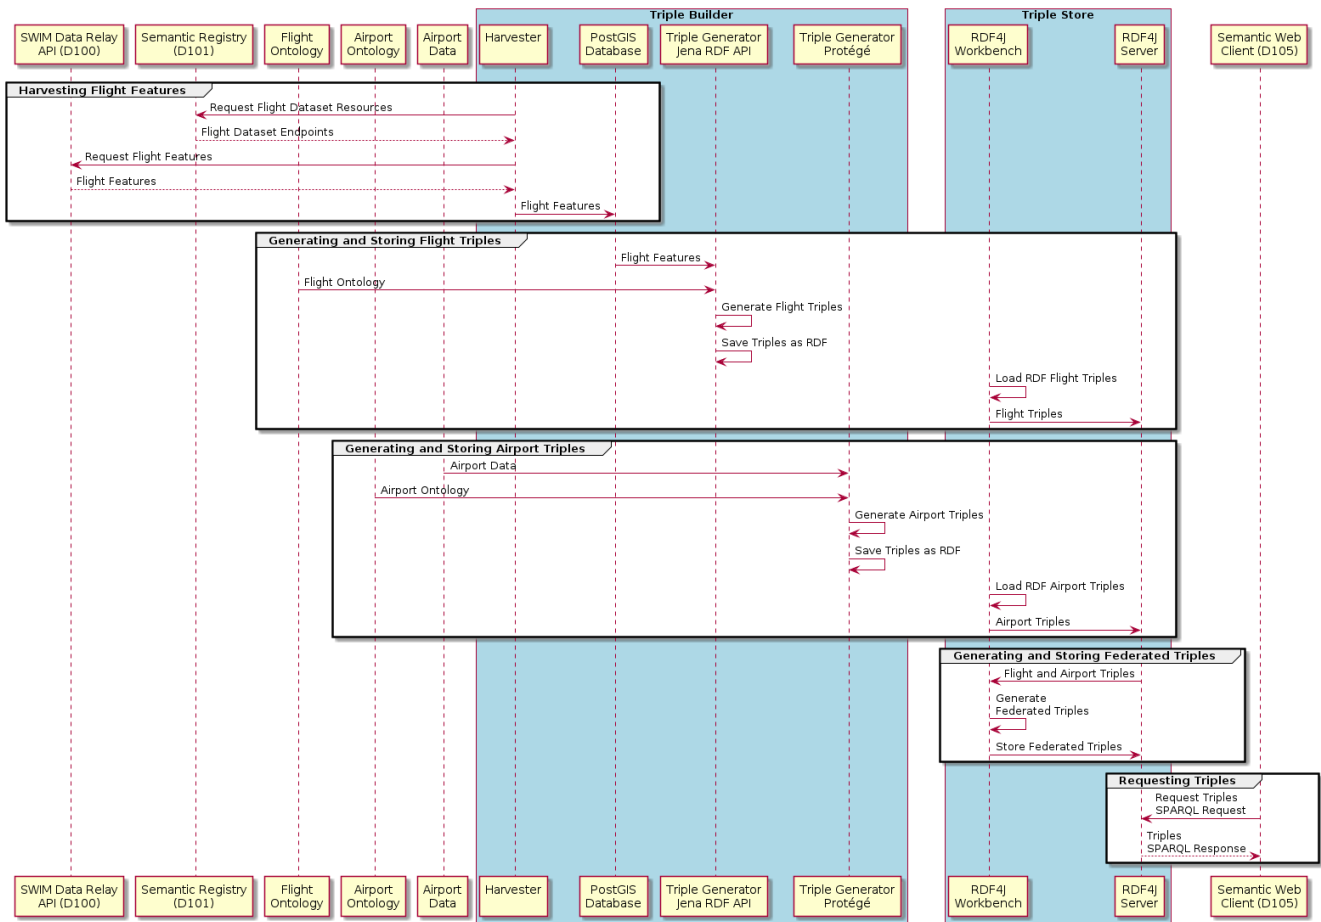 Triple Builder
Triple Store
SWIM Data Relay
API (D100)
Semantic Registry
(D101)
Flight
Ontology
Airport
Ontology
Airport
Data
Harvester
PostGIS
Database
Triple Generator
Jena RDF API
Triple Generator
Protégé
RDF4J
Workbench
RDF4J
Server
Semantic Web
Client (D105)
Harvesting Flight Features
Request Flight Dataset Resources
Flight Dataset Endpoints
Request Flight Features
Flight Features
Flight Features
Generating and Storing Flight Triples
Flight Features
Flight Ontology
Generate Flight Triples
Save Triples as RDF
Load RDF Flight Triples
Flight Triples
Generating and Storing Airport Triples
Airport Data
Airport Ontology
Generate Airport Triples
Save Triples as RDF
Load RDF Airport Triples
Airport Triples
Generating and Storing Federated Triples
Flight and Airport Triples
Generate
Federated Triples
Store Federated Triples
Requesting Triples
Request Triples
SPARQL Request
Triples
SPARQL Response
SWIM Data Relay
API (D100)
Semantic Registry
(D101)
Flight
Ontology
Airport
Ontology
Airport
Data
Harvester
PostGIS
Database
Triple Generator
Jena RDF API
Triple Generator
Protégé
RDF4J
Workbench
RDF4J
Server
Semantic Web
Client (D105)